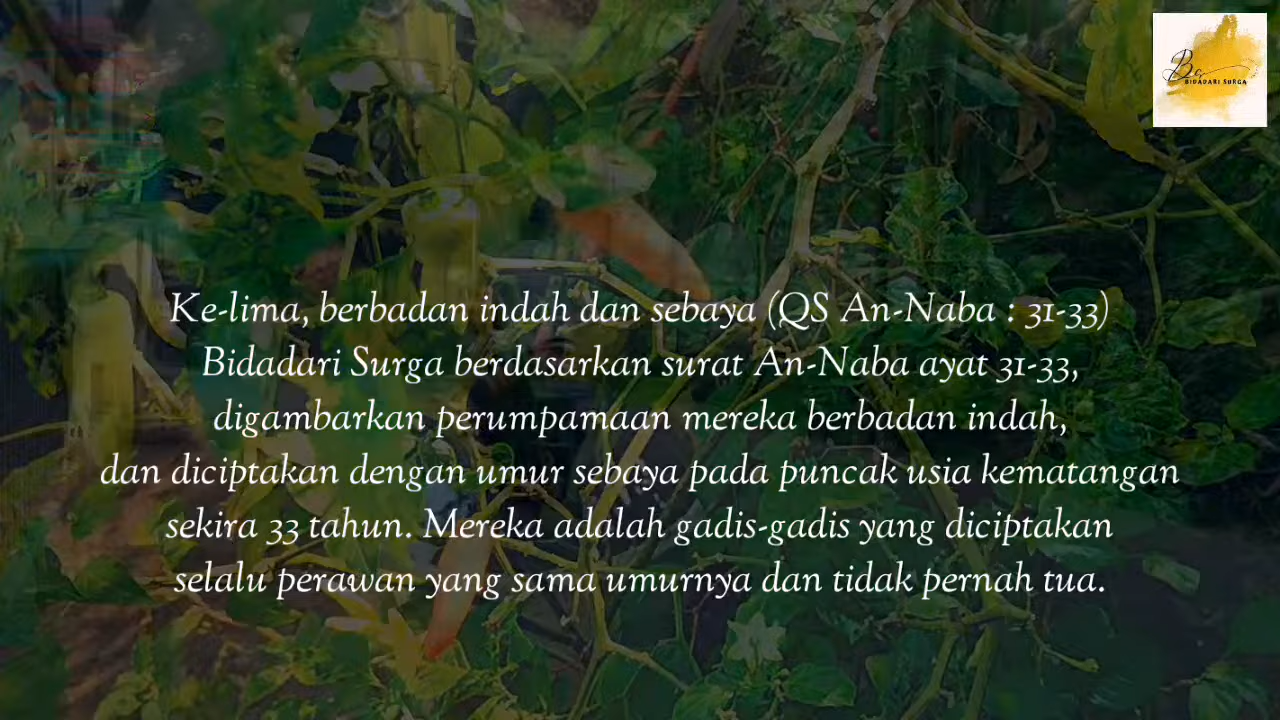 Bs
BIDADARI SURGA
Ke-lima, berbadan indah dan sebaya (QS An-Naba : 31-33)
Bidadari Surga berdasarkan surat An-Naba ayat 31-33,
digambarkan perumpamaan mereka berbadan indah,
dan diciptakan dengan umur sebaya pada puncak usia kematangan
sekira 33 tahun. Mereka adalah gadis-gadis yang diciptakan
selalu perawan yang sama umurnya dan tidak pernah tua.